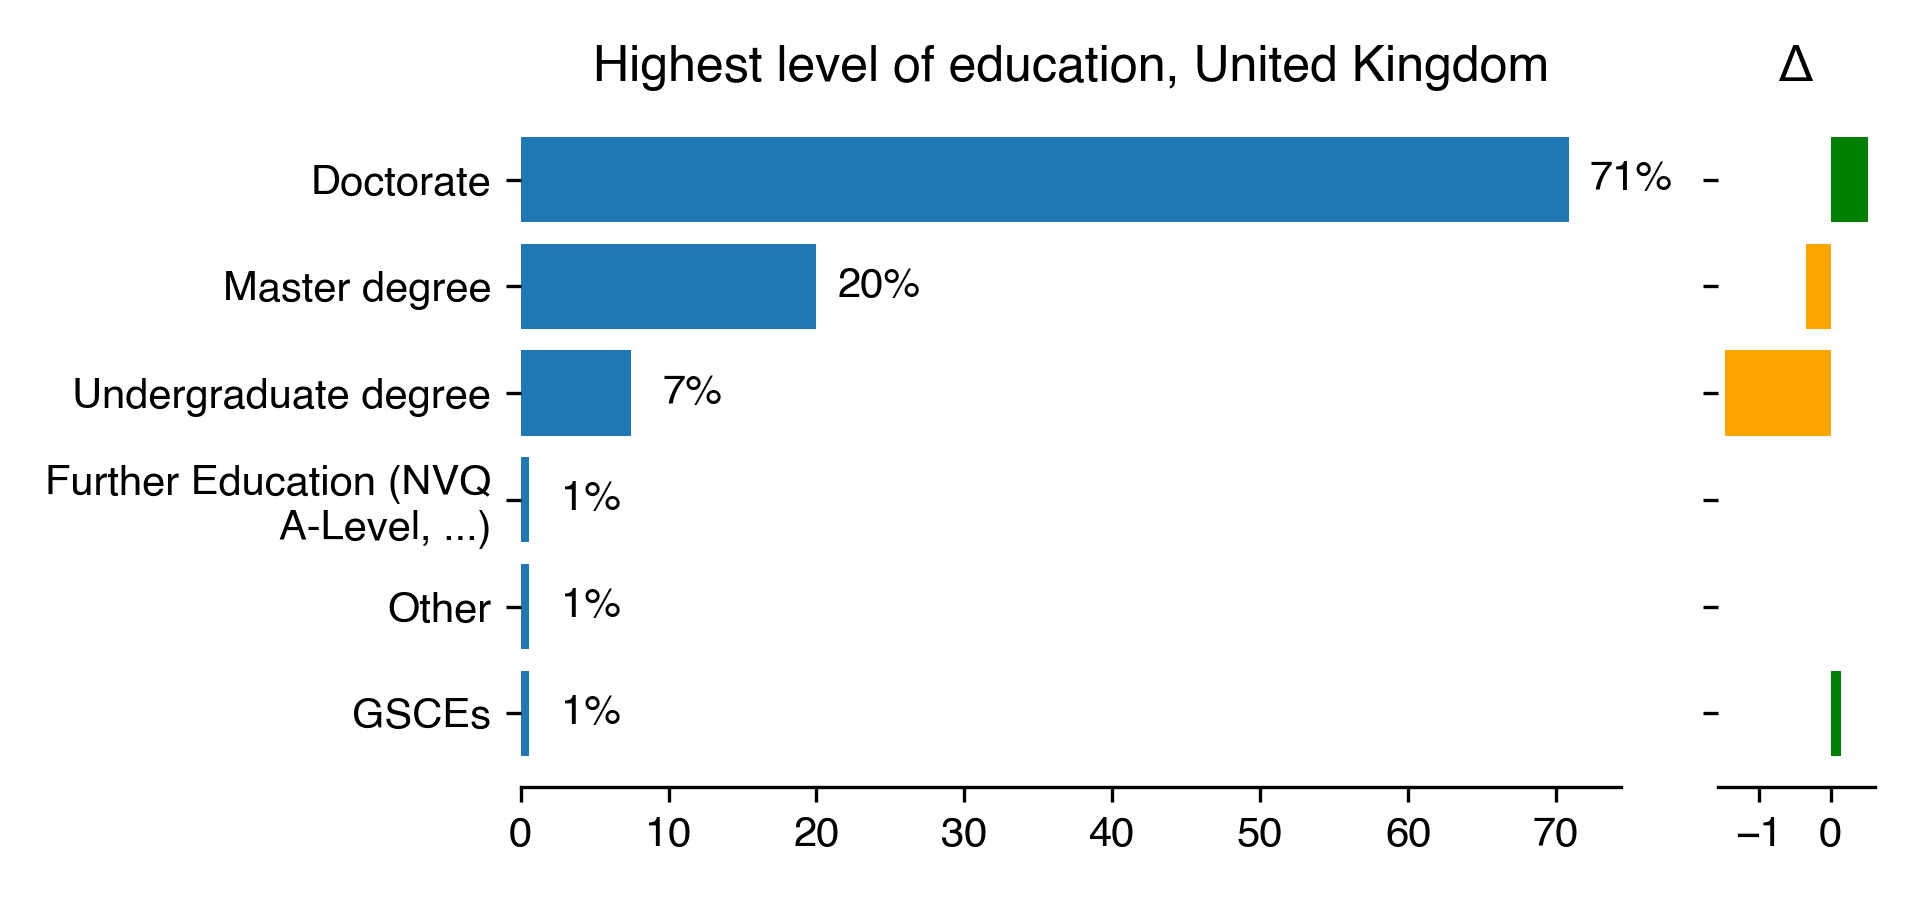 Highest level of education, United Kingdom
Δ
Doctorate
71%
Master degree
20%
Undergraduate degree
7%
Further Education (NVQ
A-Level, ...)
1%
Other
1%
GSCEs
1%
0 10 20 30 40 50 60 70
−1 0